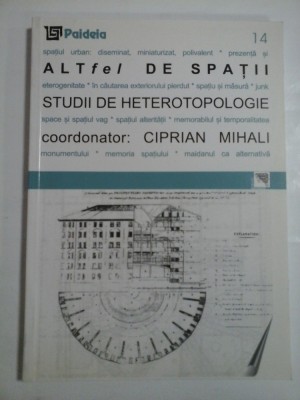 Paideia
14
spațiul urban: diseminat, miniaturizat, polivalent * prezență și
ALTfel DE SPAȚII
eterogenitate * în căutarea exteriorului pierdut * spațiu și măsură * junk
STUDII DE HETEROTOPOLOGIE
space și spațiul vag * spațiul alterității * memorabilul și temporalitatea
coordonator: CIPRIAN MIHALI
monumentului * memoria spațiului * maidanul ca alternativă